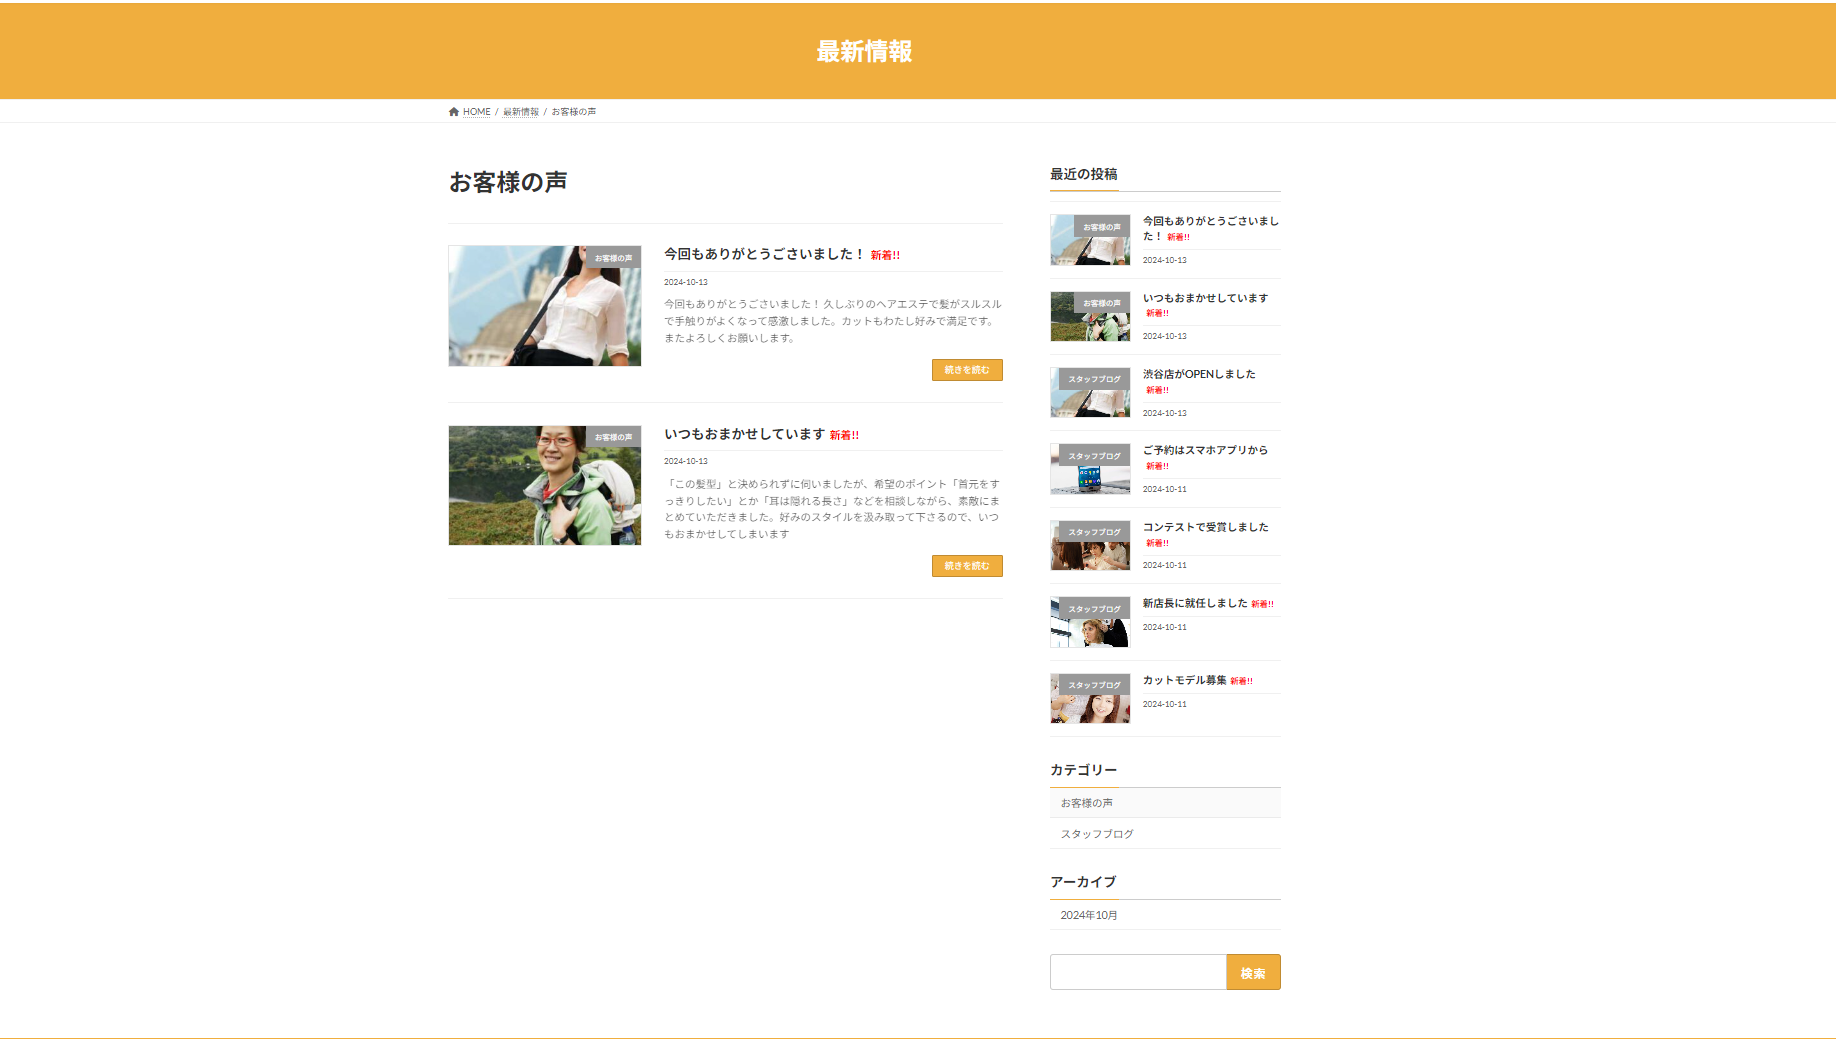 最新情報
HOME / 最新情報 / お客様の声
お客様の声
お客様の声
今回もありがとうごさいました！ 新着!!
2024-10-13
今回もありがとうごさいました！ 久しぶりのヘアエステで髪がスルスル
で手触りがよくなって感激しました。カットもわたし好みで満足です。
またよろしくお願いします。
続きを読む
お客様の声
いつもおまかせしています 新着!!
2024-10-13
「この髪型」と決められずに伺いましたが、希望のポイント「首元をす
っきりしたい」とか「耳は隠れる長さ」などを相談しながら、素敵にま
とめていただきました。好みのスタイルを汲み取って下さるので、いつ
もおまかせしてしまいます
続きを読む
最近の投稿
お客様の声
今回もありがとうごさいまし
た！ 新着!!
2024-10-13
お客様の声
いつもおまかせしています
新着!!
2024-10-13
スタッフブログ
渋谷店がOPENしました
新着!!
2024-10-13
スタッフブログ
ご予約はスマホアプリから
新着!!
2024-10-11
スタッフブログ
コンテストで受賞しました
新着!!
2024-10-11
スタッフブログ
新店長に就任しました 新着!!
2024-10-11
スタッフブログ
カットモデル募集 新着!!
2024-10-11
カテゴリー
お客様の声
スタッフブログ
アーカイブ
2024年10月
検索